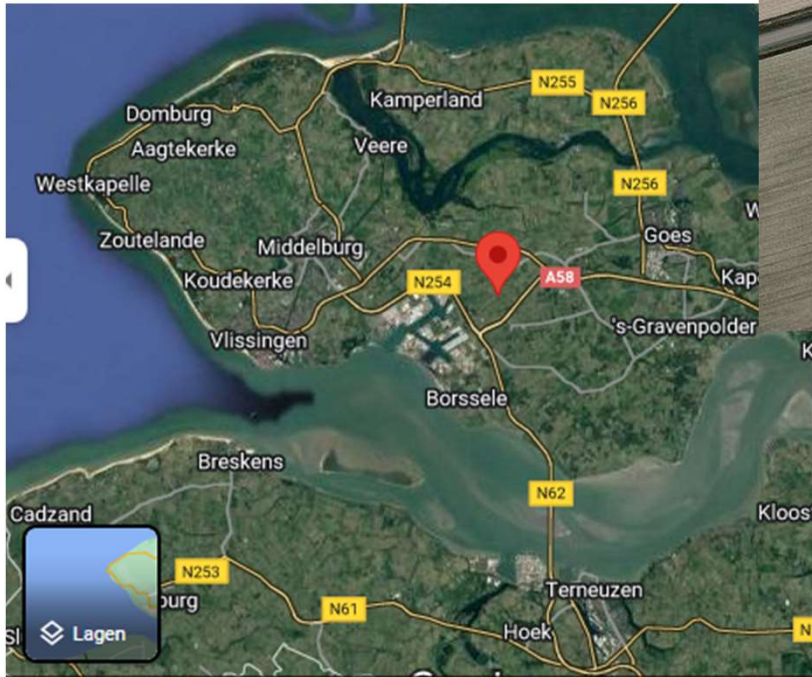 N255
Kamperland
N256
Domburg
Aagtekerke
Veere
Westkapelle
N256
Zoutelande
Middelburg
Goes
Koudekerke
N254
A58
Kap
Vlissingen
's-Gravenpolder
Borssele
Breskens
N62
Cadzand
Kloos
N253
Terneuzen
burg
N61
Lagen
Hoek